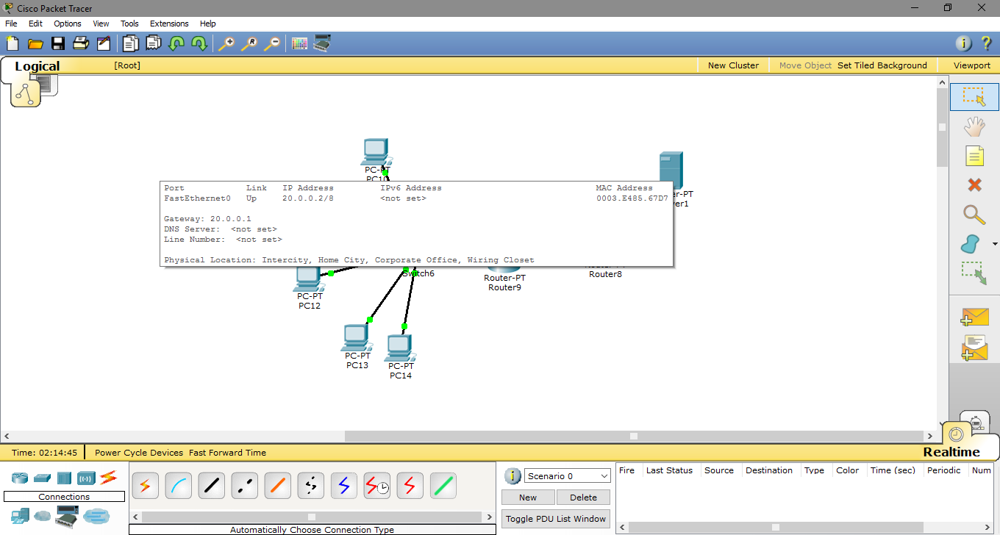 Cisco Packet Tracer
File Edit Options View Tools Extensions Help
Logical [Root] New Cluster Move Object Set Tiled Background Viewport
PC-PT
PC10
Port Link IP Address IPv6 Address MAC Address
FastEthernet0 Up 20.0.0.2/8 <not set> 0003.E485.67D7
Gateway: 20.0.0.1
DNS Server: <not set>
Line Number: <not set>
Physical Location: Intercity, Home City, Corporate Office, Wiring Closet
er-PT
ver1
Switch6
Router-PT
Router9
Router8
PC-PT
PC12
PC-PT
PC13
PC-PT
PC14
Time: 02:14:45 Power Cycle Devices Fast Forward Time
Realtime
Connections
Automatically Choose Connection Type
Scenario 0
New Delete
Toggle PDU List Window
Fire Last Status Source Destination Type Color Time (sec) Periodic Num